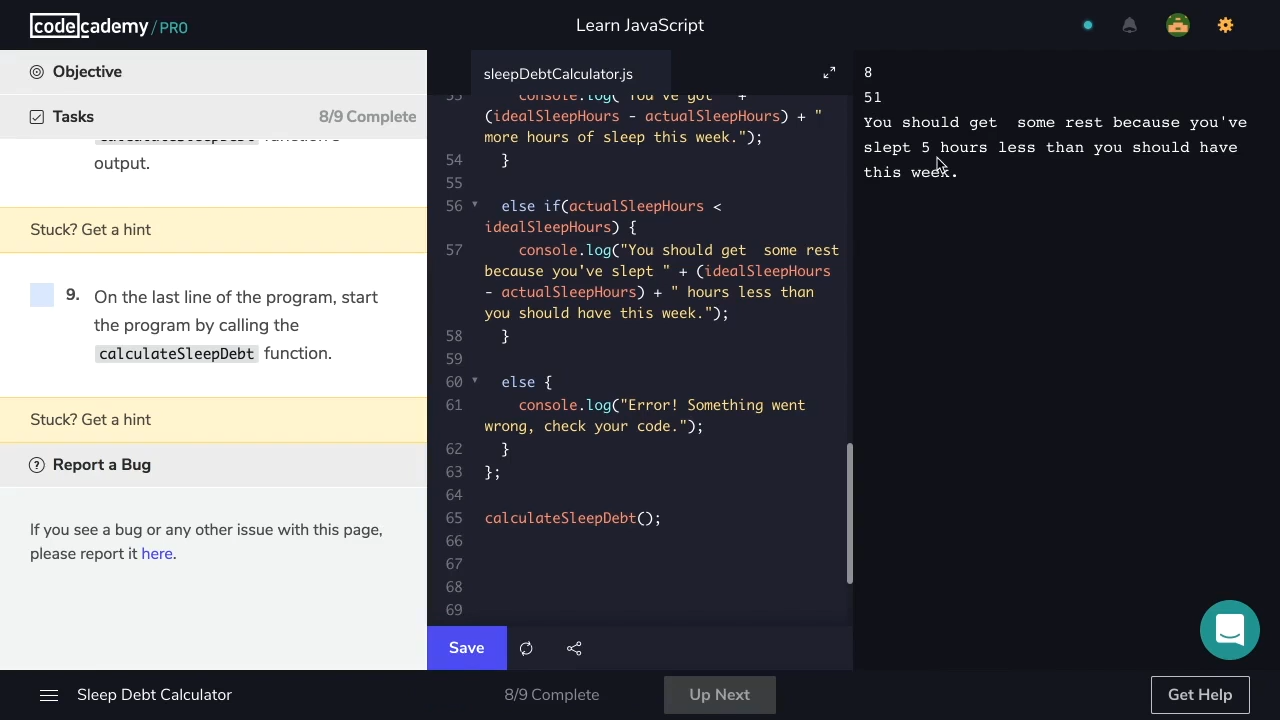 codecademy/PRO
Learn JavaScript
Objective
Tasks
8/9 Complete
output.
Stuck? Get a hint
9. On the last line of the program, start
the program by calling the
calculateSleepDebt function.
Stuck? Get a hint
Report a Bug
If you see a bug or any other issue with this page,
please report it here.
sleepDebtCalculator.js
53 console.log("You've got " +
(idealSleepHours - actualSleepHours) + "
more hours of sleep this week.");
54 }
55
56 else if(actualSleepHours <
idealSleepHours) {
57 console.log("You should get  some rest
because you've slept " + (idealSleepHours
- actualSleepHours) + " hours less than
you should have this week.");
58 }
59
60 else {
61 console.log("Error! Something went
wrong, check your code.");
62 }
63 };
64
65 calculateSleepDebt();
66
67
68
69
Save
8
51
You should get  some rest because you've
slept 5 hours less than you should have
this week.
Sleep Debt Calculator
8/9 Complete
Up Next
Get Help